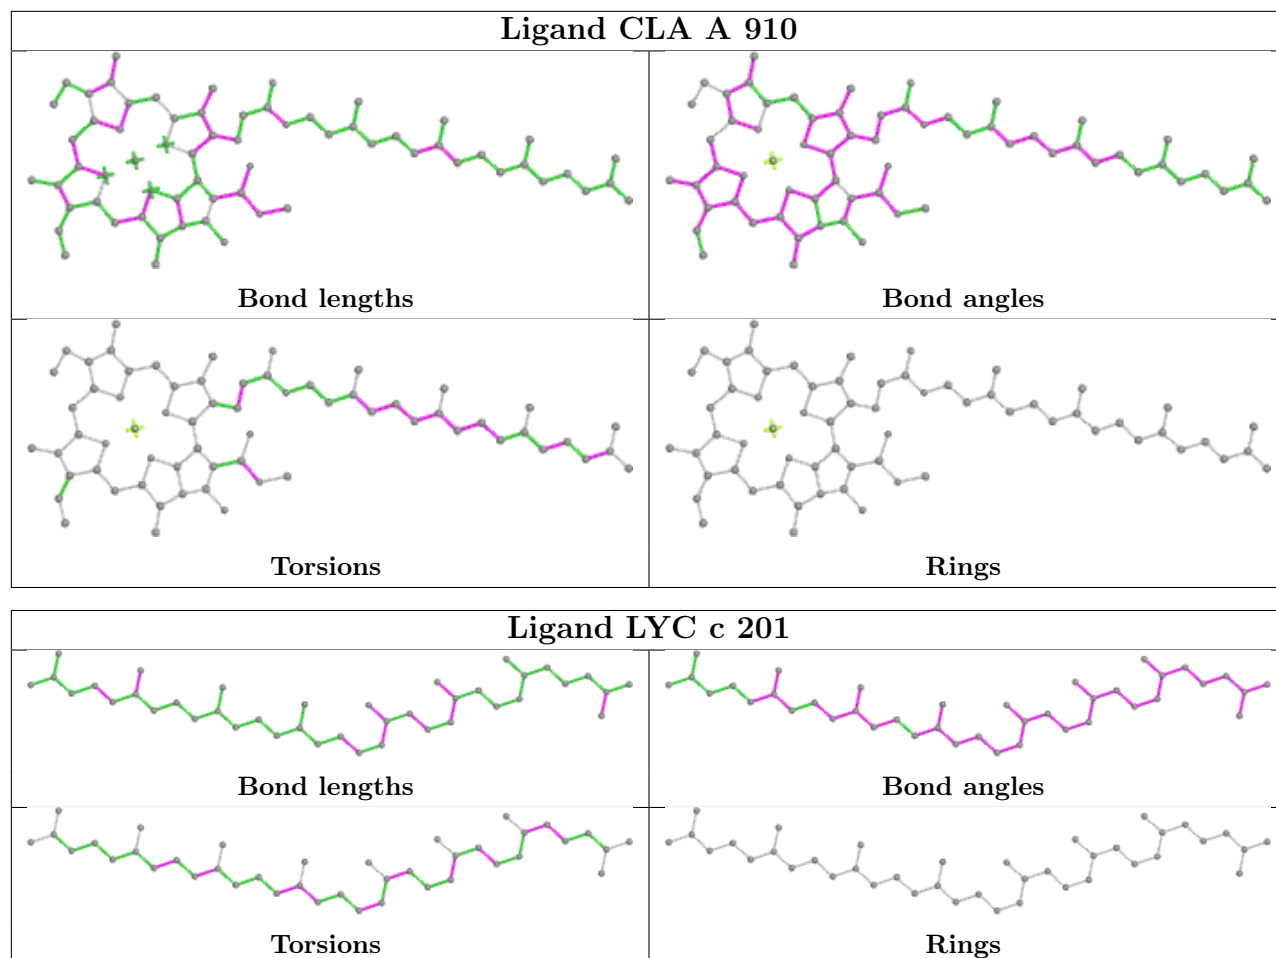 Ligand CLA A 910
Bond lengths
Bond angles
Torsions
Rings
Ligand LYC c 201
Bond lengths
Bond angles
Torsions
Rings